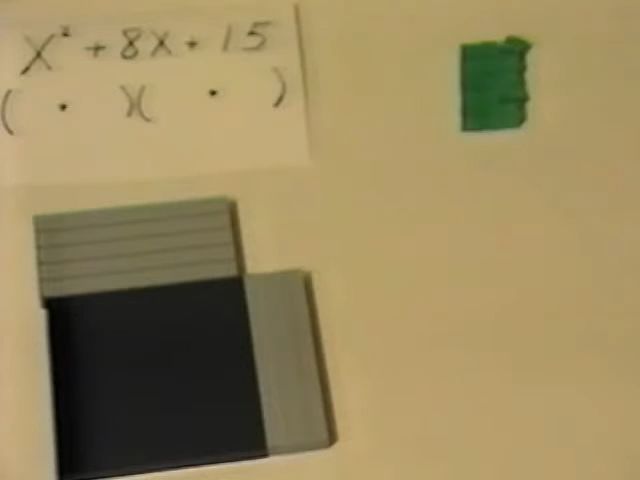 x² + 8x + 15
( · )( · )